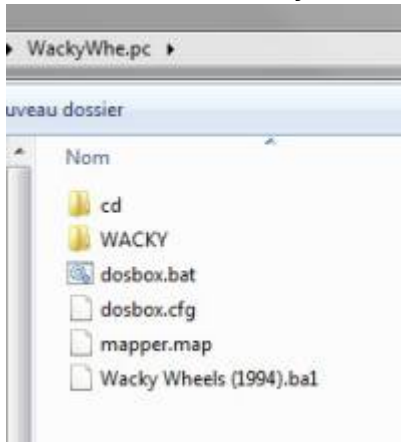 WackyWhe.pc
uveau dossier
Nom
cd
WACKY
dosbox.bat
dosbox.cfg
mapper.map
Wacky Wheels (1994).ba1